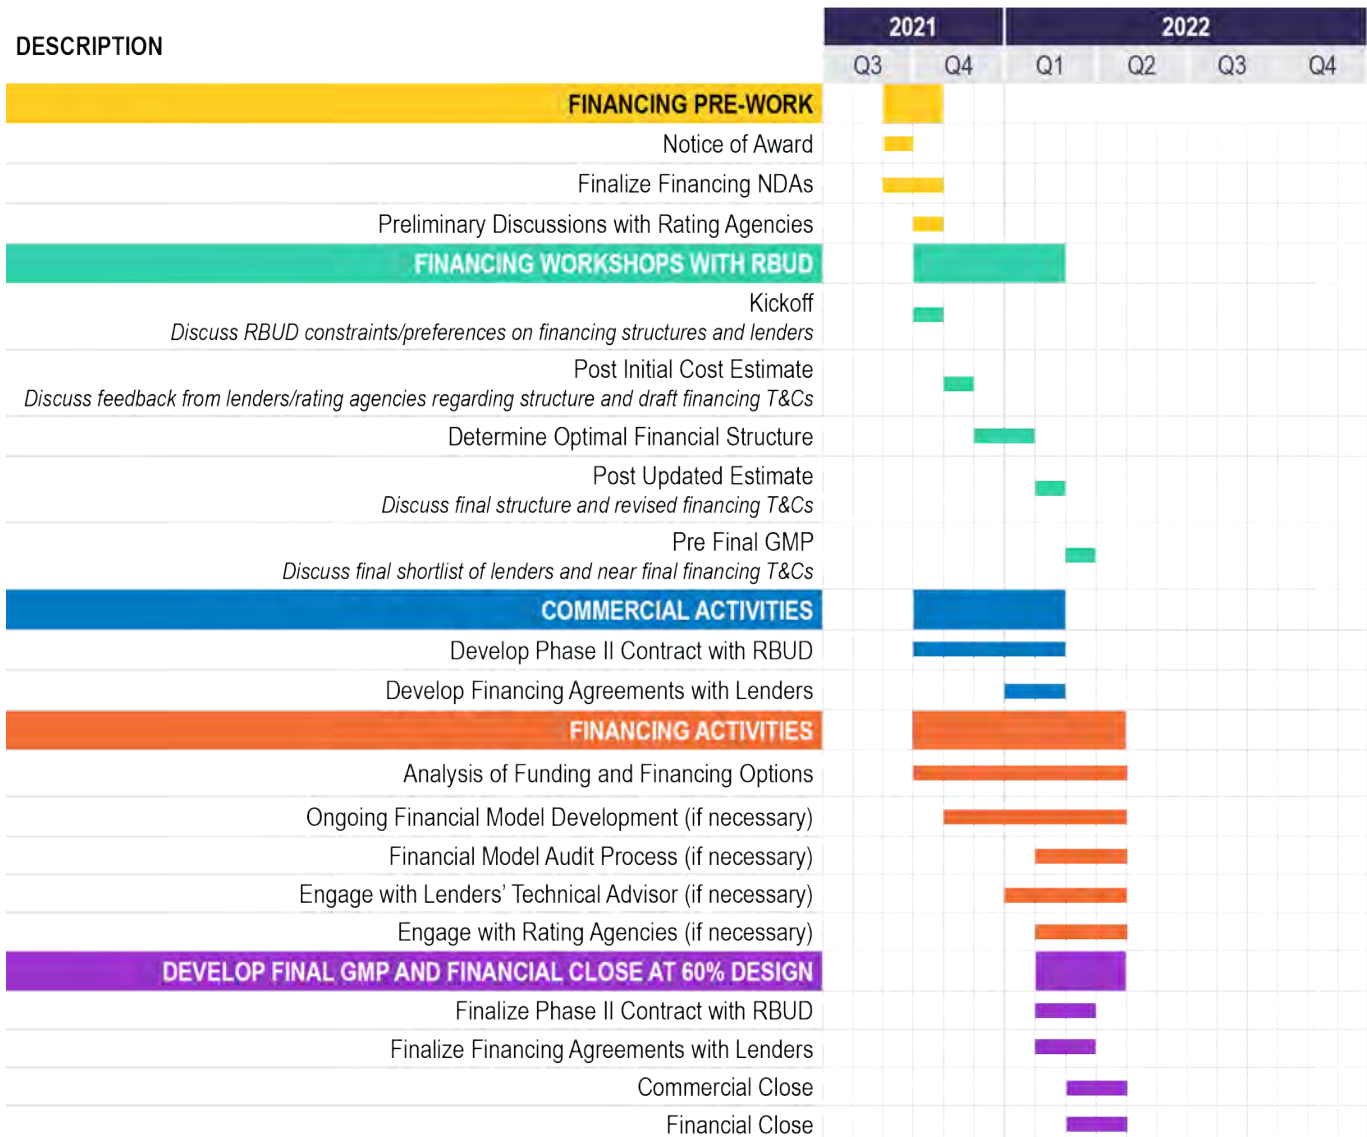 DESCRIPTION
2021 2022
Q3 Q4 Q1 Q2 Q3 Q4
FINANCING PRE-WORK
Notice of Award
Finalize Financing NDAs
Preliminary Discussions with Rating Agencies
FINANCING WORKSHOPS WITH RBUD
Kickoff
Discuss RBUD constraints/preferences on financing structures and lenders
Post Initial Cost Estimate
Discuss feedback from lenders/rating agencies regarding structure and draft financing T&Cs
Determine Optimal Financial Structure
Post Updated Estimate
Discuss final structure and revised financing T&Cs
Pre Final GMP
Discuss final shortlist of lenders and near final financing T&Cs
COMMERCIAL ACTIVITIES
Develop Phase II Contract with RBUD
Develop Financing Agreements with Lenders
FINANCING ACTIVITIES
Analysis of Funding and Financing Options
Ongoing Financial Model Development (if necessary)
Financial Model Audit Process (if necessary)
Engage with Lenders' Technical Advisor (if necessary)
Engage with Rating Agencies (if necessary)
DEVELOP FINAL GMP AND FINANCIAL CLOSE AT 60% DESIGN
Finalize Phase II Contract with RBUD
Finalize Financing Agreements with Lenders
Commercial Close
Financial Close